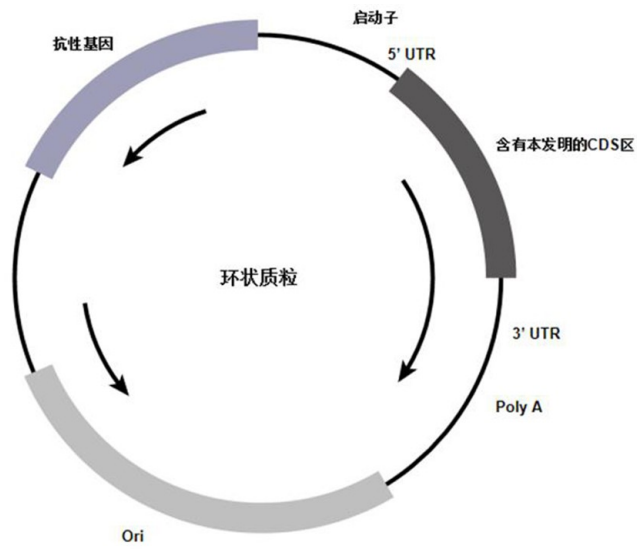 启动子
抗性基因
5' UTR
含有本发明的CDS区
环状质粒
3' UTR
Poly A
Ori